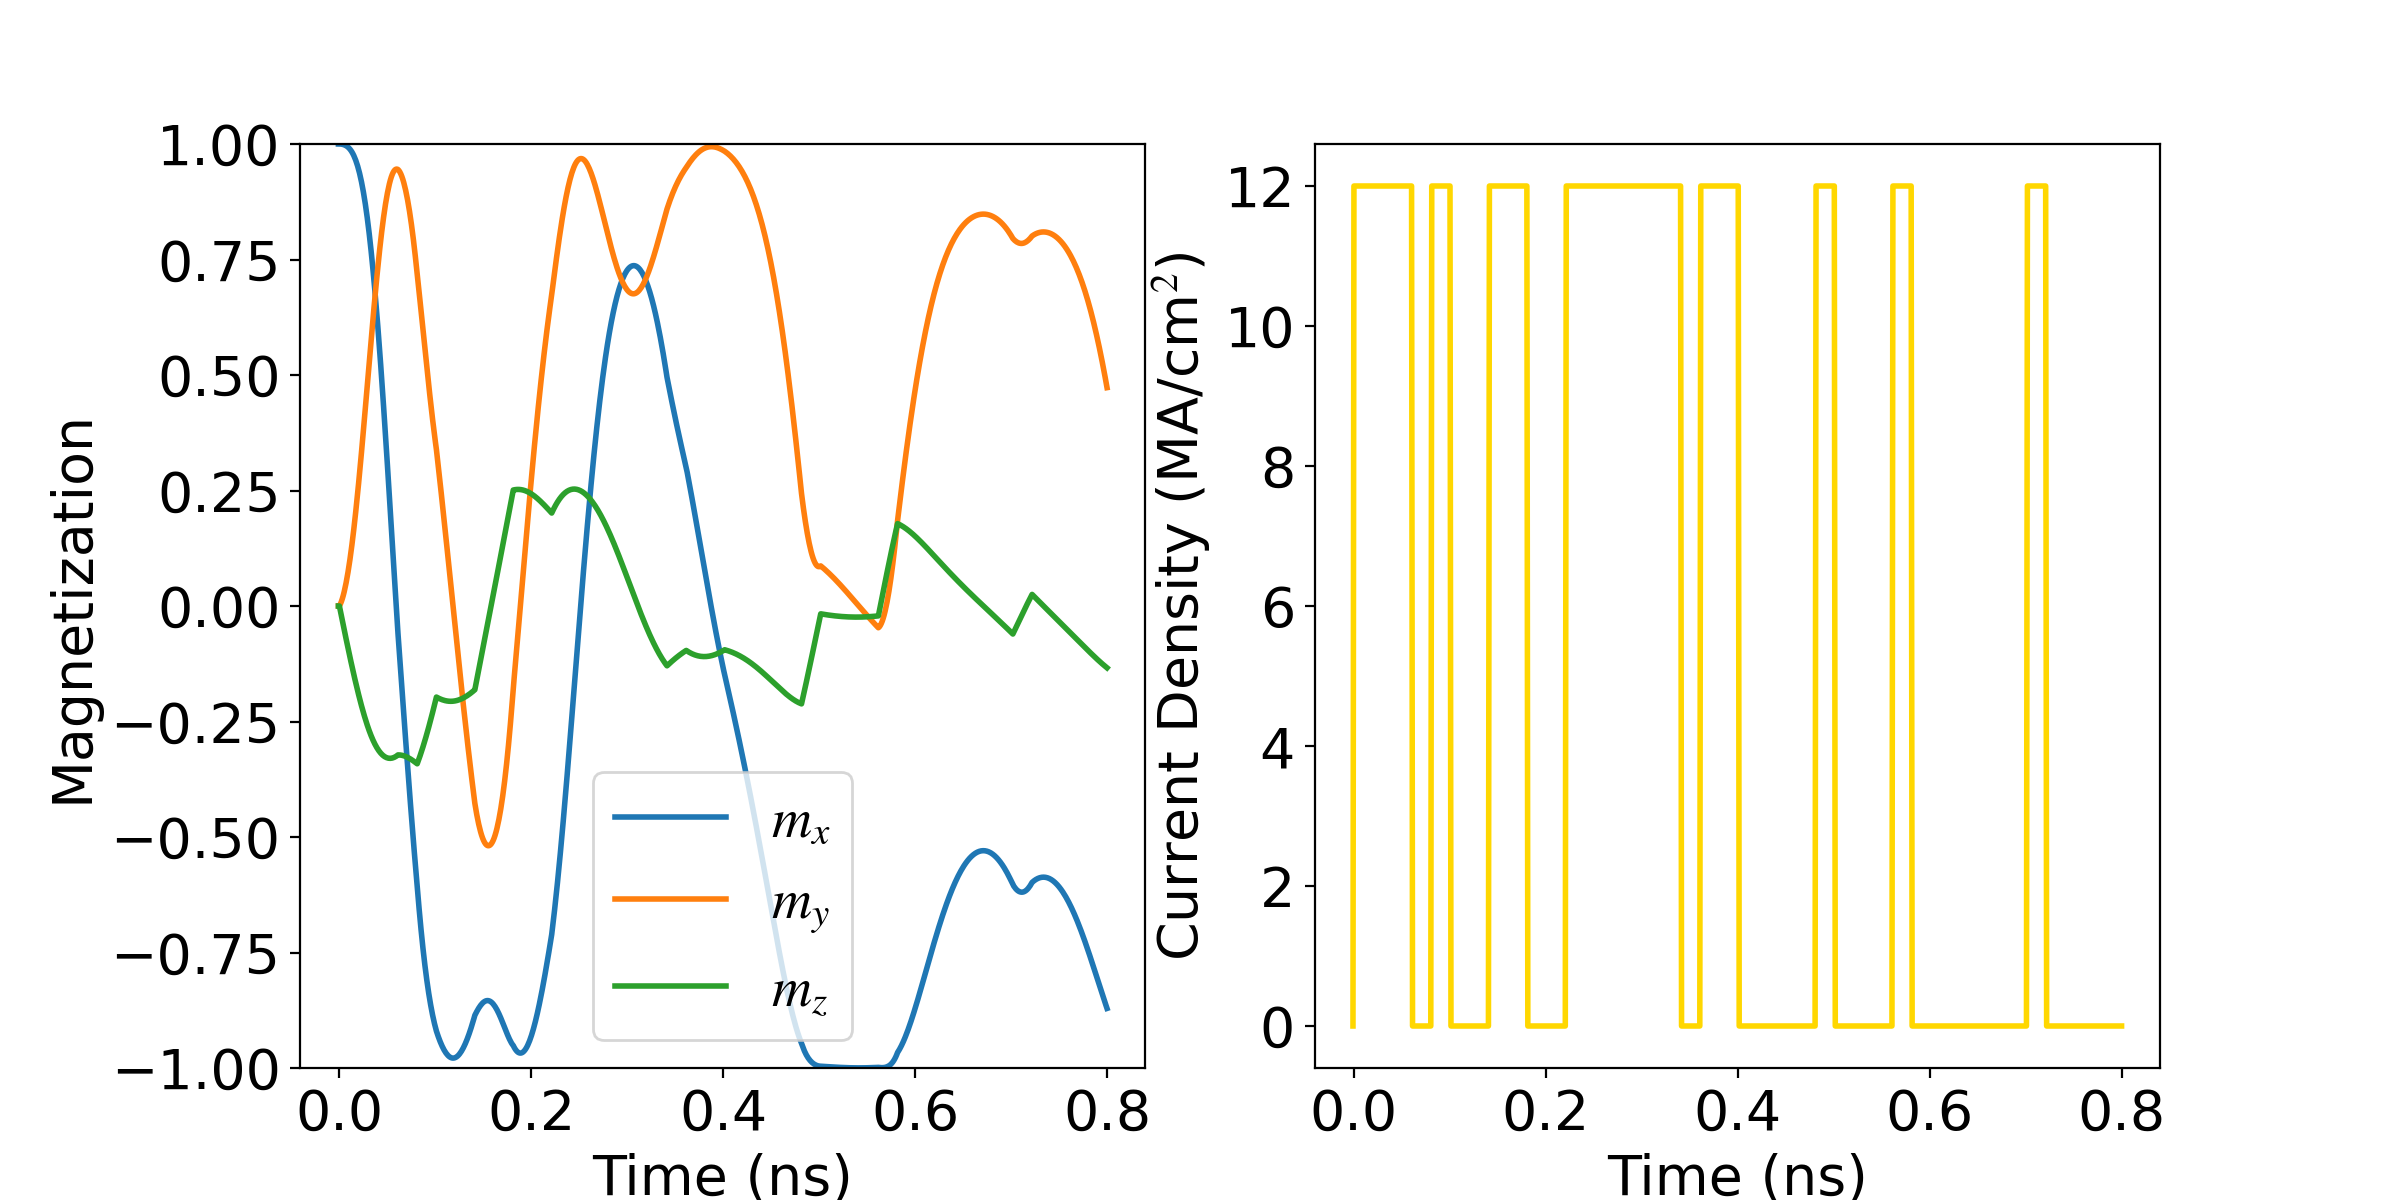 Magnetization
1.00
0.75
0.50
0.25
0.00
−0.25
−0.50
−0.75
−1.00
0.0 0.2 0.4 0.6 0.8
Time (ns)
m_x
m_y
m_z
Current Density (MA/cm²)
12
10
8
6
4
2
0
0.0 0.2 0.4 0.6 0.8
Time (ns)